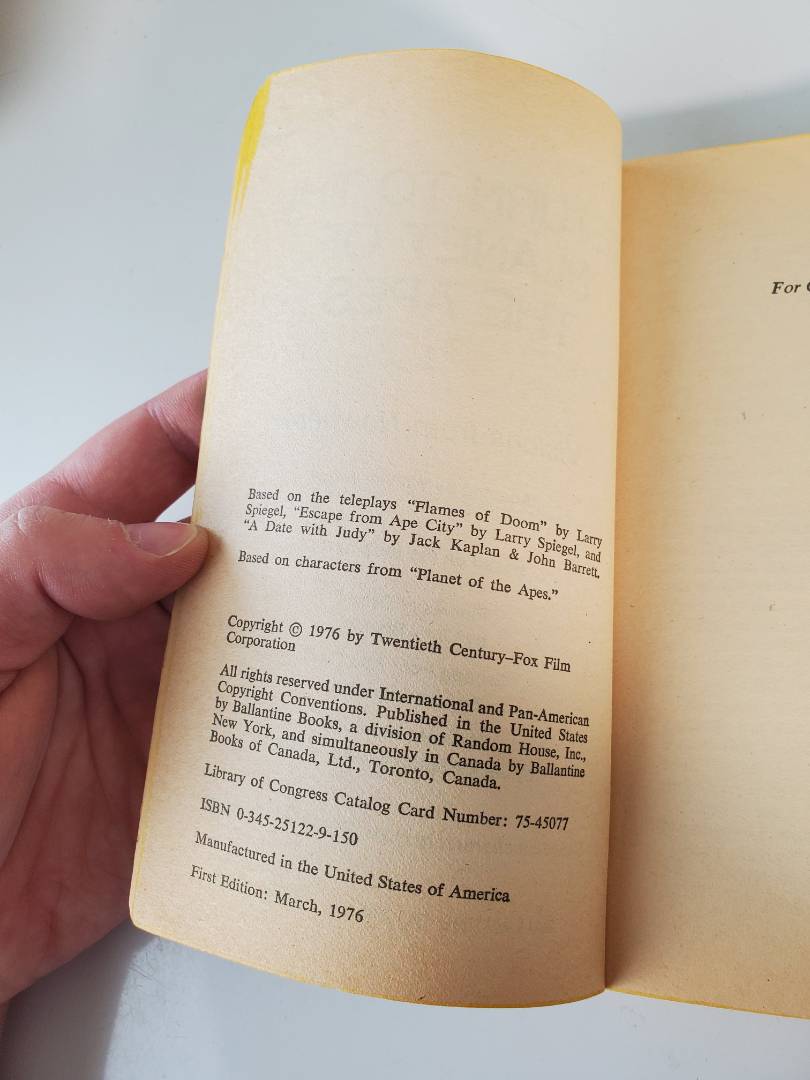 Based on the teleplays “Flames of Doom” by Larry
Spiegel, “Escape from Ape City” by Larry Spiegel, and
“A Date with Judy” by Jack Kaplan & John Barrett.
Based on characters from “Planet of the Apes.”
Copyright © 1976 by Twentieth Century–Fox Film
Corporation
All rights reserved under International and Pan-American
Copyright Conventions. Published in the United States
by Ballantine Books, a division of Random House, Inc.,
New York, and simultaneously in Canada by Ballantine
Books of Canada, Ltd., Toronto, Canada.
Library of Congress Catalog Card Number: 75-45077
ISBN 0-345-25122-9-150
Manufactured in the United States of America
First Edition: March, 1976
For